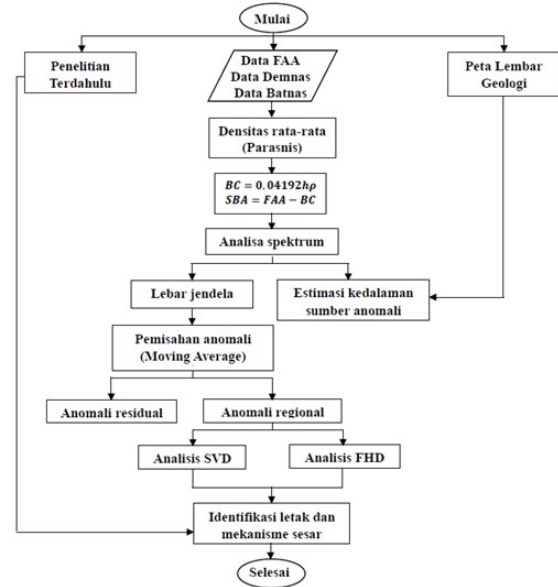 Mulai
Penelitian
Terdahulu
Data FAA
Data Demnas
Data Batnas
Peta Lembar
Geologi
Densitas rata-rata
(Parasnis)
BC = 0.04192hρ
SBA = FAA − BC
Analisa spektrum
Lebar jendela
Estimasi kedalaman
sumber anomali
Pemisahan anomali
(Moving Average)
Anomali residual
Anomali regional
Analisis SVD
Analisis FHD
Identifikasi letak dan
mekanisme sesar
Selesai